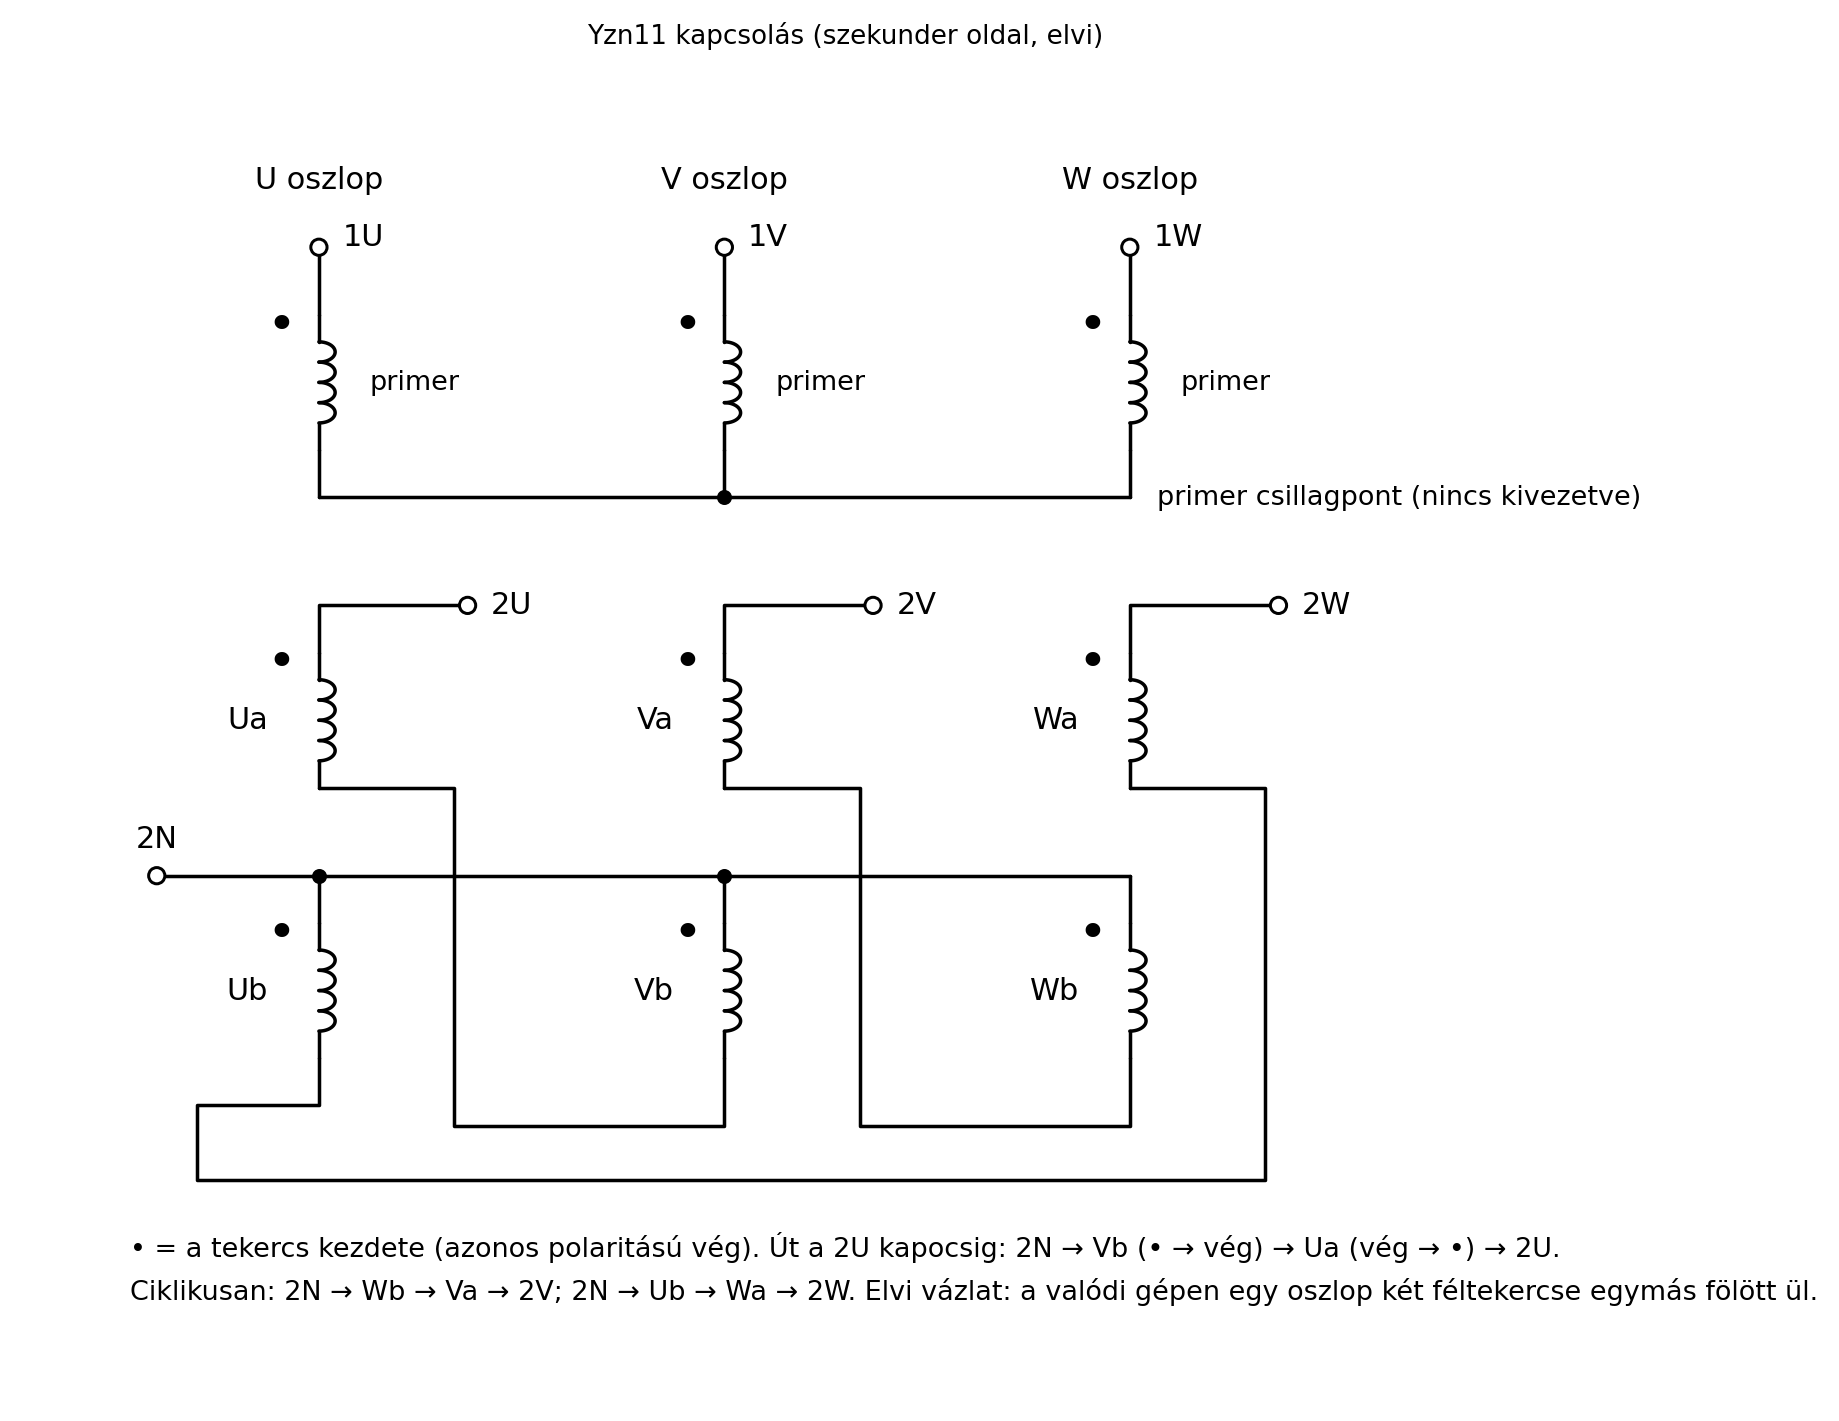 Yzn11 kapcsolás (szekunder oldal, elvi)
U oszlop
V oszlop
W oszlop
1U
1V
1W
primer
primer
primer
primer csillagpont (nincs kivezetve)
2U
2V
2W
Ua
Va
Wa
2N
Ub
Vb
Wb
• = a tekercs kezdete (azonos polaritású vég). Út a 2U kapocsig: 2N → Vb (• → vég) → Ua (vég → •) → 2U.
Ciklikusan: 2N → Wb → Va → 2V; 2N → Ub → Wa → 2W. Elvi vázlat: a valódi gépen egy oszlop két féltekercse egymás fölött ül.